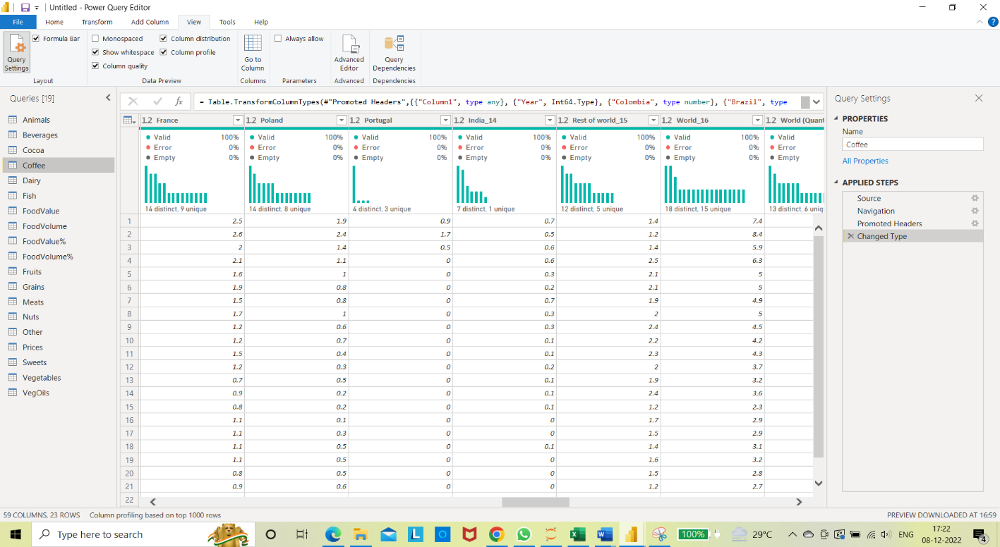 Untitled - Power Query Editor
File Home Transform Add Column View Tools Help
Query Settings
Formula Bar
Layout
Monospaced
Show whitespace
Column quality
Column distribution
Column profile
Data Preview
Go to Column
Columns
Always allow
Parameters
Advanced Editor
Advanced
Query Dependencies
Dependencies
Queries [19]
Animals
Beverages
Cocoa
Coffee
Dairy
Fish
FoodValue
FoodVolume
FoodValue%
FoodVolume%
Fruits
Grains
Meats
Nuts
Other
Prices
Sweets
Vegetables
VegOils
fx = Table.TransformColumnTypes(#"Promoted Headers",{{"Column1", type any}, {"Year", Int64.Type}, {"Colombia", type number}, {"Brazil", type
1.2 France 1.2 Poland 1.2 Portugal 1.2 India_14 1.2 Rest of world_15 1.2 World_16 1.2 World (Quant
Valid 100% Valid 100% Valid 100% Valid 100% Valid 100% Valid 100% Valid
Error 0% Error 0% Error 0% Error 0% Error 0% Error 0% Error
Empty 0% Empty 0% Empty 0% Empty 0% Empty 0% Empty 0% Empty
14 distinct, 9 unique 14 distinct, 8 unique 4 distinct, 3 unique 7 distinct, 1 unique 12 distinct, 5 unique 18 distinct, 15 unique 13 distinct, 6 uniq
1 2.5 1.9 0.9 0.7 1.4 7.4
2 2.6 2.4 1.7 0.5 1.2 8.4
3 2 1.4 0.5 0.6 1.4 5.9
4 2.1 1.1 0 0.6 2.5 6.3
5 1.6 1 0 0.3 2.1 5
6 1.9 0.8 0 0.2 2.1 5
7 1.5 0.8 0 0.7 1.9 4.9
8 1.7 1 0 0.3 2 5
9 1.2 0.6 0 0.3 2.4 4.5
10 1.2 0.7 0 0.1 2.2 4.2
11 1.5 0.4 0 0.1 2.3 4.3
12 1.2 0.3 0 0.2 2 3.7
13 0.7 0.5 0 0.1 1.9 3.2
14 0.9 0.2 0 0.1 2.4 3.6
15 0.8 0.2 0 0.1 1.2 2.3
16 1.1 0.1 0 0 1.7 2.9
17 1.1 0.3 0 0 1.5 2.9
18 1.1 0.5 0 0.1 1.4 3.1
19 1.1 0.5 0 0 1.6 3.2
20 0.8 0.5 0 0 1.5 2.8
21 0.9 0.6 0 0 1.2 2.7
22
Query Settings
PROPERTIES
Name
Coffee
All Properties
APPLIED STEPS
Source
Navigation
Promoted Headers
Changed Type
59 COLUMNS, 23 ROWS Column profiling based on top 1000 rows PREVIEW DOWNLOADED AT 16:59
Type here to search
100% 29°C ENG 17:22
08-12-2022 4